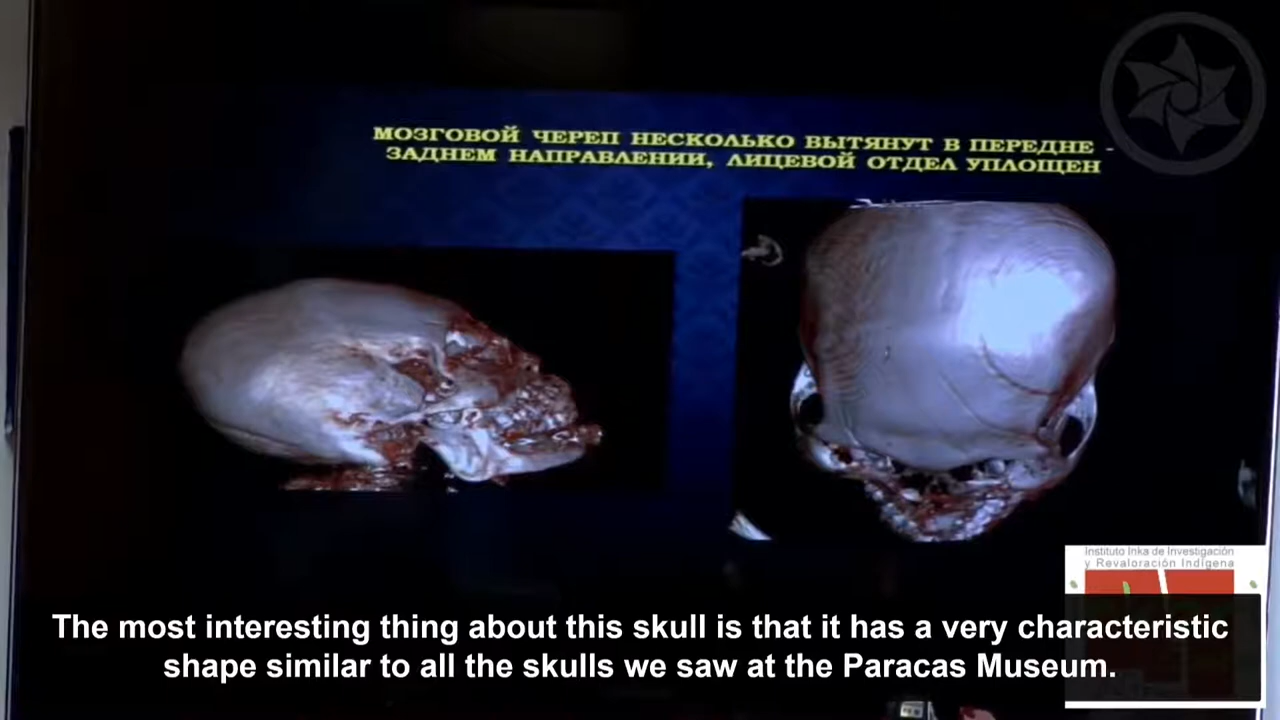 МОЗГОВОЙ ЧЕРЕП НЕСКОЛЬКО ВЫТЯНУТ В ПЕРЕДНЕ -
ЗАДНЕМ НАПРАВЛЕНИИ, ЛИЦЕВОЙ ОТДЕЛ УПЛОЩЕН
Instituto Inka de Investigación
y Revaloración Indígena
The most interesting thing about this skull is that it has a very characteristic
shape similar to all the skulls we saw at the Paracas Museum.